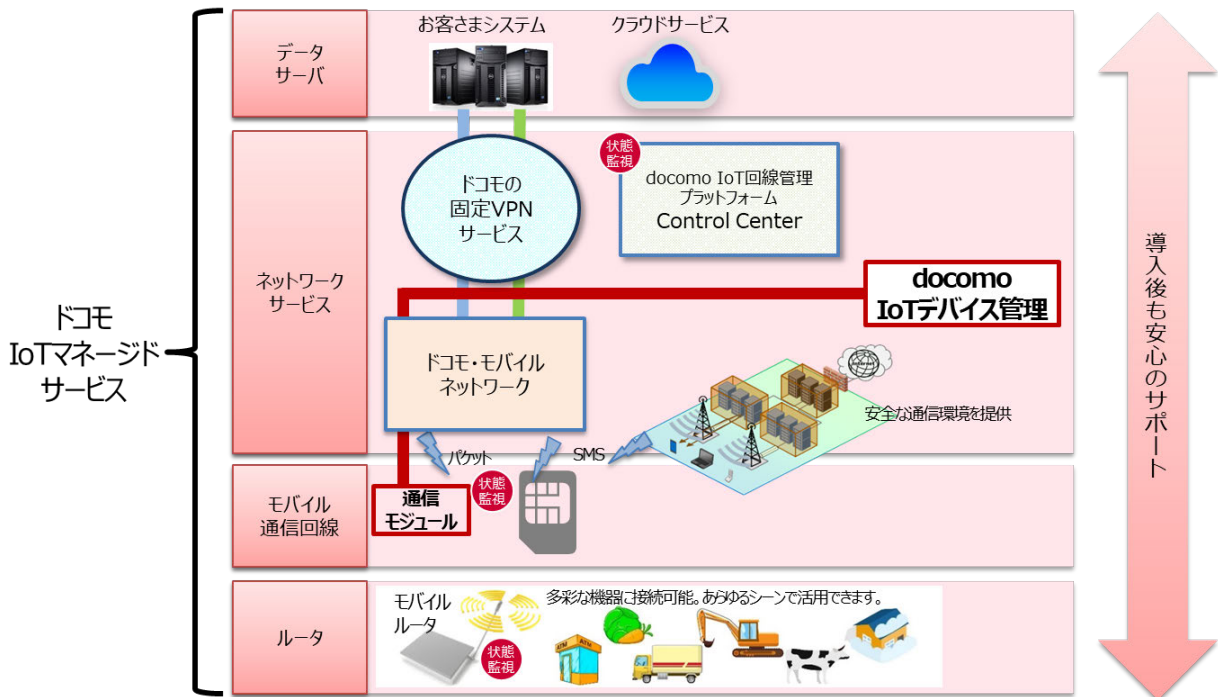 ドコモ
IoTマネージド
サービス
データ
サーバ
お客さまシステム
クラウドサービス
ネットワーク
サービス
ドコモの
固定VPN
サービス
状態
監視
docomo IoT回線管理
プラットフォーム
Control Center
docomo
IoTデバイス管理
ドコモ・モバイル
ネットワーク
安全な通信環境を提供
パケット
SMS
モバイル
通信回線
通信
モジュール
状態
監視
ルータ
モバイル
ルータ
状態
監視
多彩な機器に接続可能。あらゆるシーンで活用できます。
ATM
ATM
導入後も安心のサポート